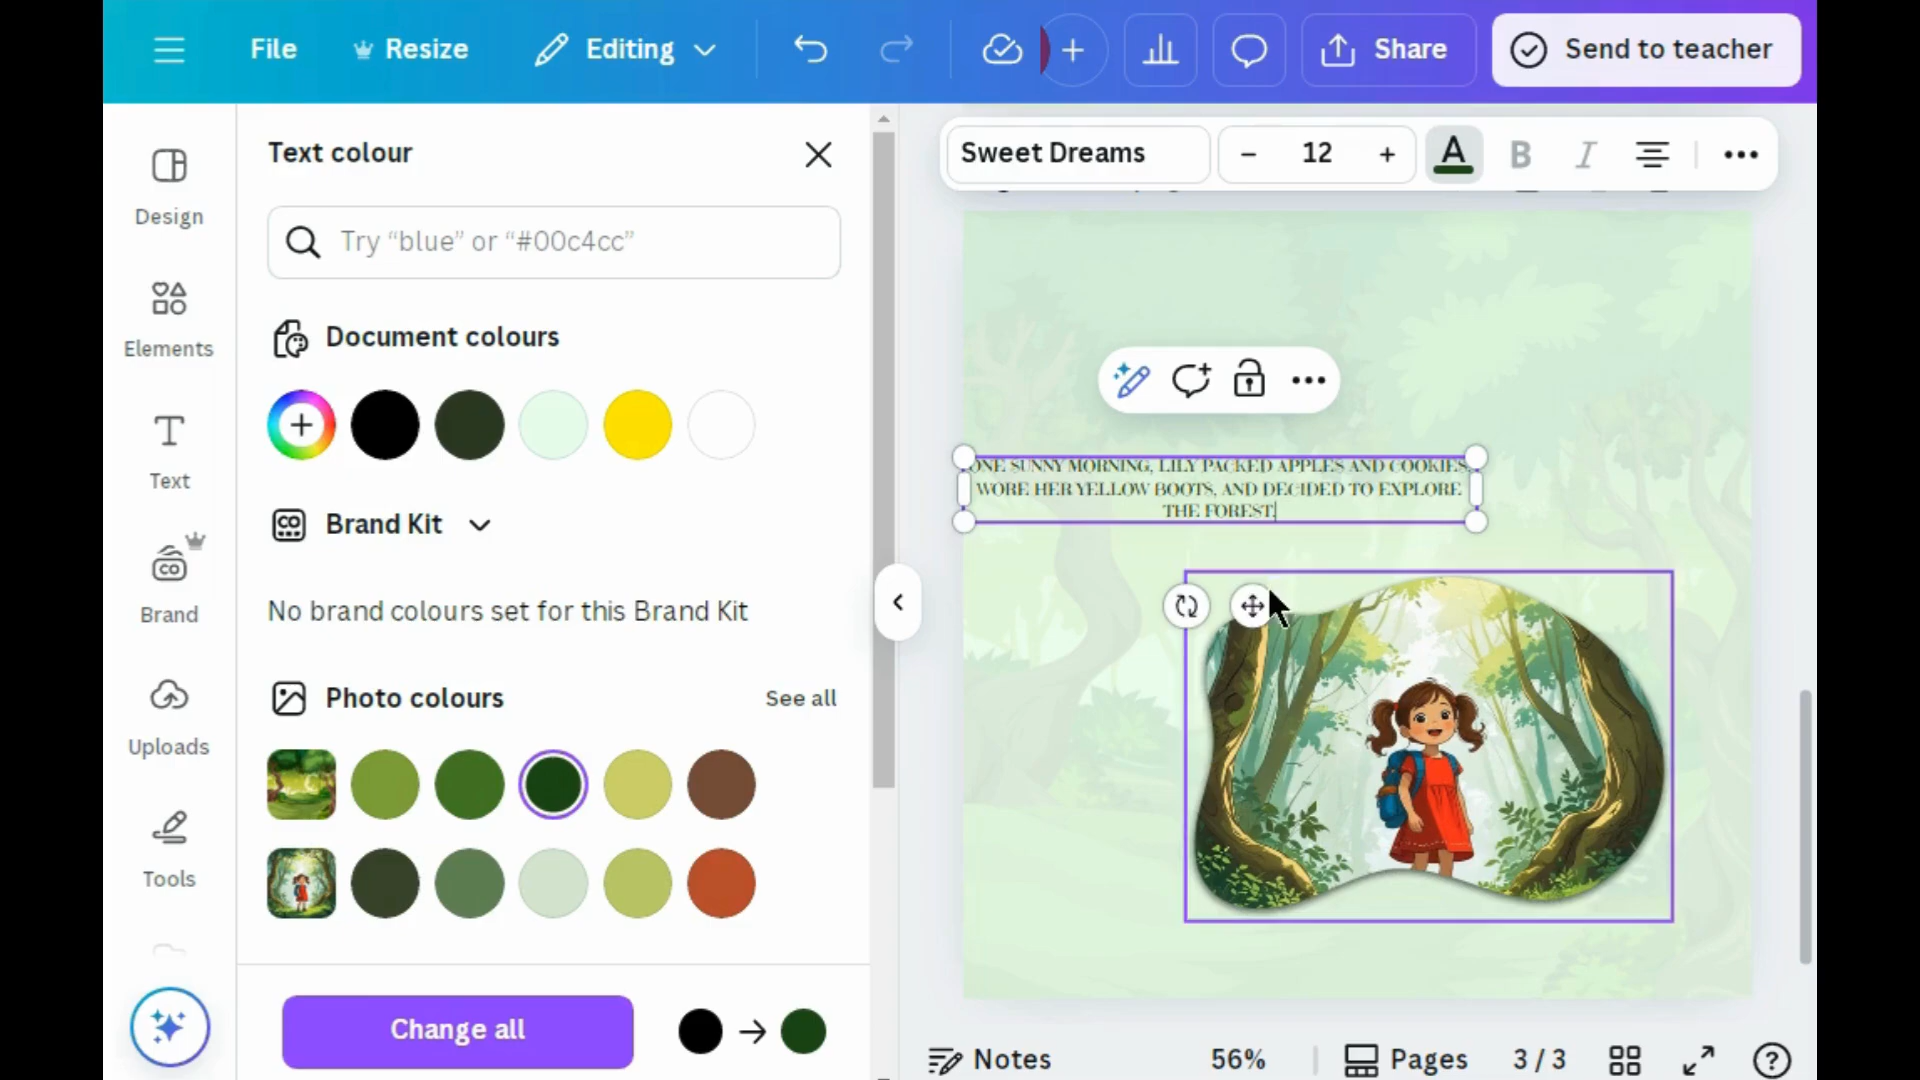 File
Resize
Editing
Share
Send to teacher
Design
Elements
Text
Brand
Uploads
Tools
Text colour
Try “blue” or “#00c4cc”
Document colours
Brand Kit
No brand colours set for this Brand Kit
Photo colours
See all
Change all
Sweet Dreams
12
A
B
I
ONE SUNNY MORNING, LILY PACKED APPLES AND COOKIES,
WORE HER YELLOW BOOTS, AND DECIDED TO EXPLORE
THE FOREST.
Notes
56%
Pages
3 / 3